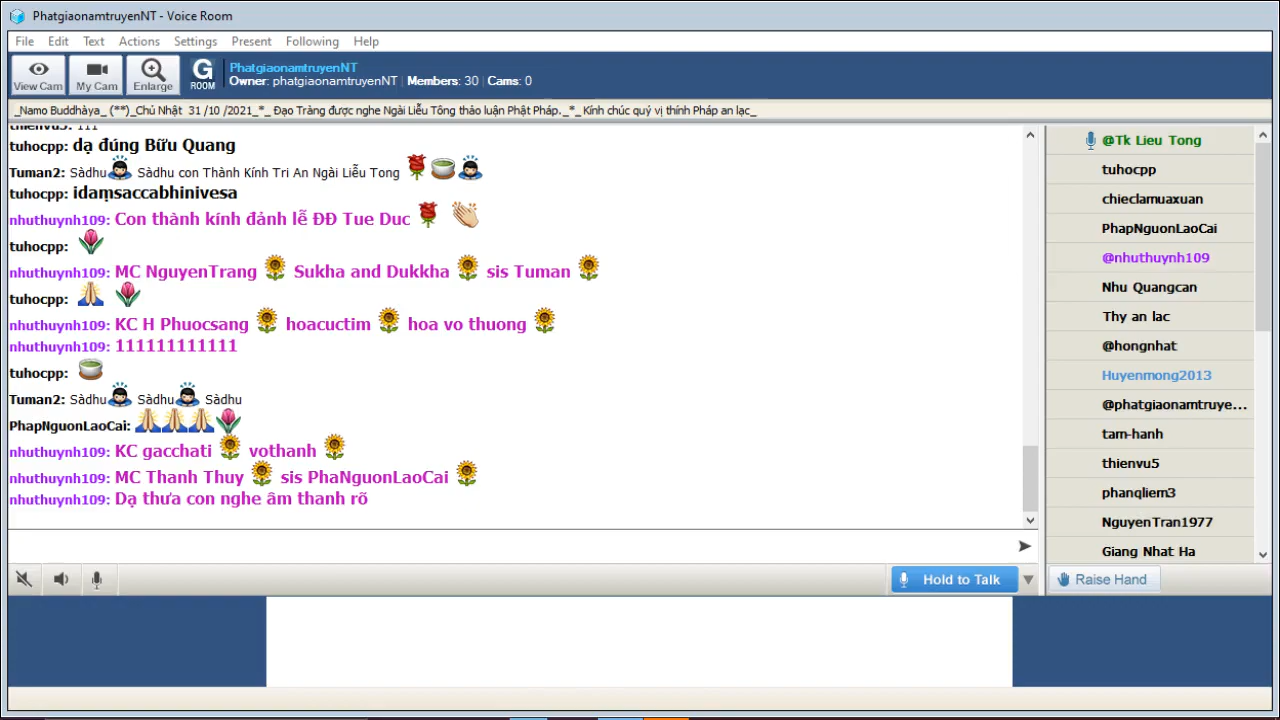 PhatgiaonamtruyenNT - Voice Room
File Edit Text Actions Settings Present Following Help
View Cam My Cam Enlarge G ROOM
PhatgiaonamtruyenNT
Owner: phatgiaonamtruyenNT Members: 30 Cams: 0
_Namo Buddhàya_ (**)_Chủ Nhật 31 /10 /2021_*_ Đạo Tràng được nghe Ngài Liễu Tông thảo luận Phật Pháp._*_Kính chúc quý vị thính Pháp an lạc_
thienvu5: 111
tuhocpp: dạ đúng Bữu Quang
Tuman2: Sàdhu Sàdhu con Thành Kính Tri An Ngài Liễu Tong
tuhocpp: idaṃsaccabhinivesa
nhuthuynh109: Con thành kính đảnh lễ ĐĐ Tue Duc
tuhocpp:
nhuthuynh109: MC NguyenTrang Sukha and Dukkha sis Tuman
tuhocpp:
nhuthuynh109: KC H Phuocsang hoacuctim hoa vo thuong
nhuthuynh109: 111111111111
tuhocpp:
Tuman2: Sàdhu Sàdhu Sàdhu
PhapNguonLaoCai:
nhuthuynh109: KC gacchati vothanh
nhuthuynh109: MC Thanh Thuy sis PhaNguonLaoCai
nhuthuynh109: Dạ thưa con nghe âm thanh rõ
@Tk Lieu Tong
tuhocpp
chieclamuaxuan
PhapNguonLaoCai
@nhuthuynh109
Nhu Quangcan
Thy an lac
@hongnhat
Huyenmong2013
@phatgiaonamtruye...
tam-hanh
thienvu5
phanqliem3
NguyenTran1977
Giang Nhat Ha
Hold to Talk
Raise Hand